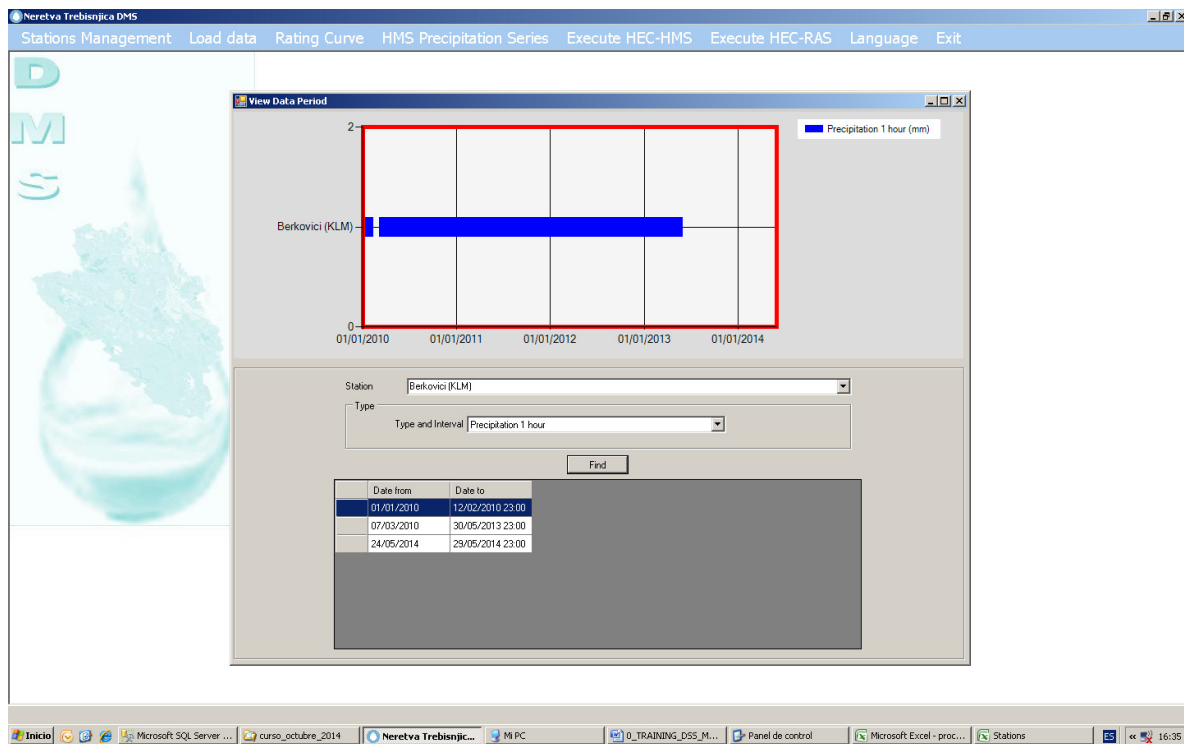 Neretva Trebisnjica DMS
Stations Management Load data Rating Curve HMS Precipitation Series Execute HEC-HMS Execute HEC-RAS Language Exit
D
M
S
View Data Period
2
Precipitation 1 hour (mm)
Berkovici (KLM)
0
01/01/2010 01/01/2011 01/01/2012 01/01/2013 01/01/2014
Station Berkovici (KLM)
Type
Type and Interval Precipitation 1 hour
Find
Date from Date to
01/01/2010 12/02/2010 23:00
07/03/2010 30/05/2013 23:00
24/05/2014 29/05/2014 23:00
Inicio Microsoft SQL Server ... curso_octubre_2014 Neretva Trebisnjic... Mi PC 0_TRAINING_DSS_M... Panel de control Microsoft Excel - proc... Stations ES « 16:35